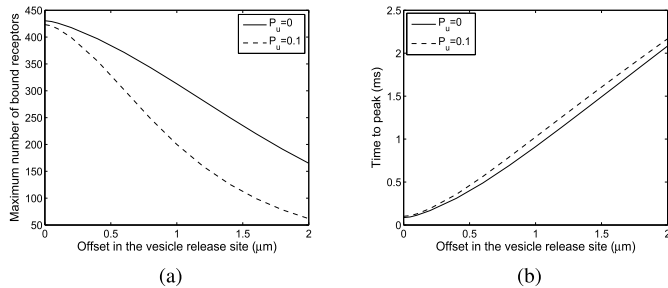 450
400
350
300
250
200
150
100
50
0
0.5
1
1.5
2
Maximum number of bound receptors
Offset in the vesicle release site (μm)
P_u=0
P_u=0.1
(a)
2.5
2
1.5
1
0.5
0
0
0.5
1
1.5
2
Time to peak (ms)
Offset in the vesicle release site (μm)
P_u=0
P_u=0.1
(b)